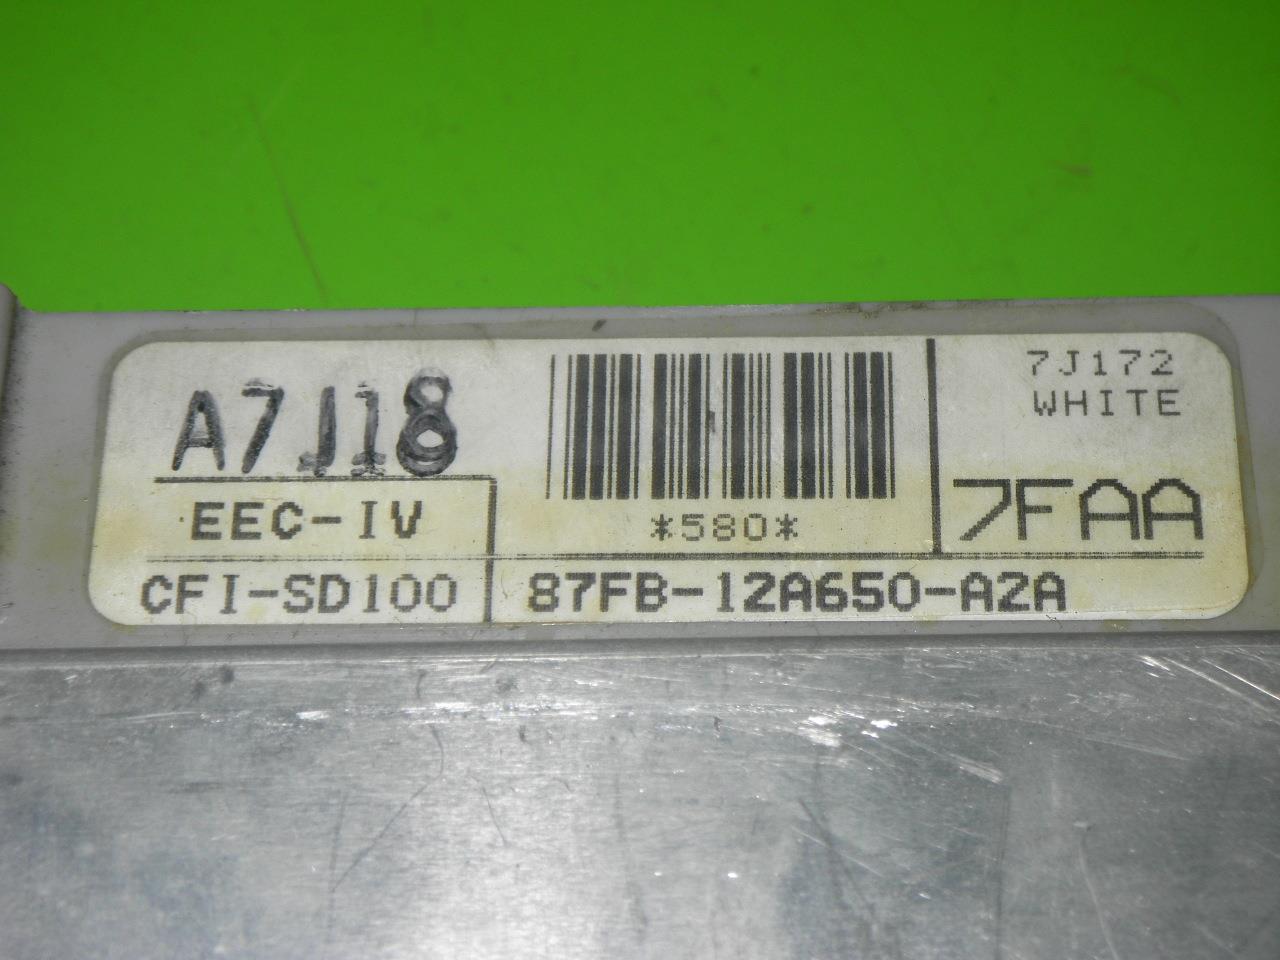 A7J18
7J172
WHITE
EEC-IV
*580*
7FAA
CFI-SD100
87FB-12A650-A2A